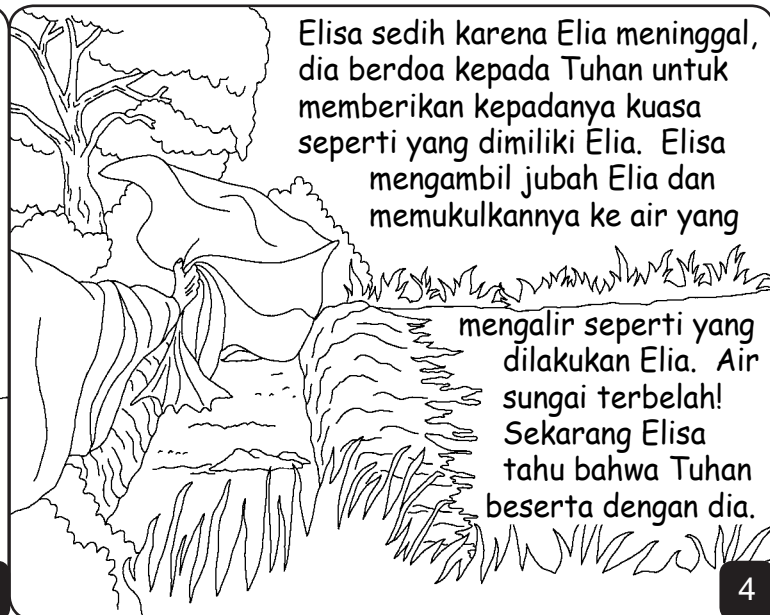 Elisa sedih karena Elia meninggal,
dia berdoa kepada Tuhan untuk
memberikan kepadanya kuasa
seperti yang dimiliki Elia. Elisa
mengambil jubah Elia dan
memukulkannya ke air yang
mengalir seperti yang
dilakukan Elia. Air
sungai terbelah!
Sekarang Elisa
tahu bahwa Tuhan
beserta dengan dia.
4